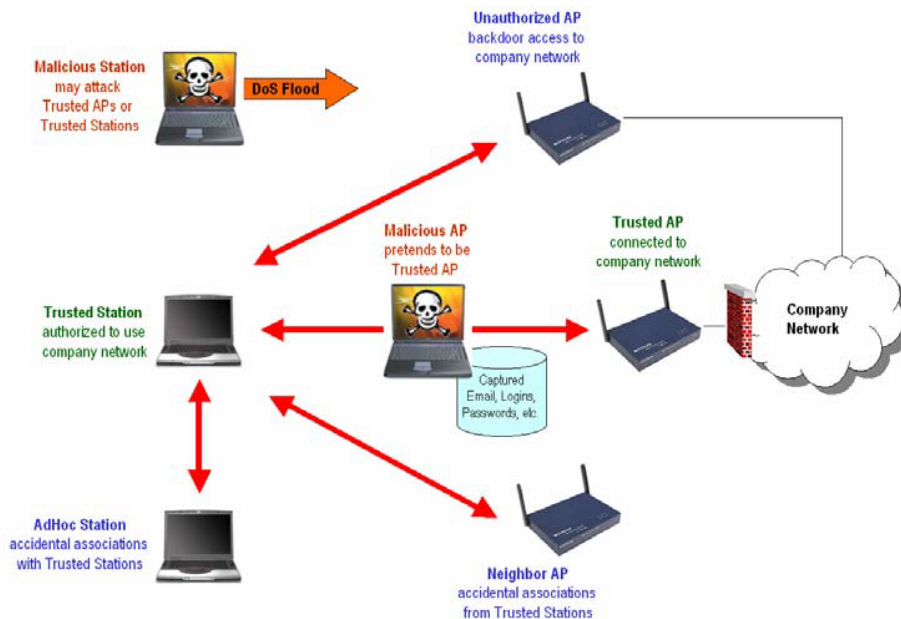 Unauthorized AP
backdoor access to
company network
Malicious Station
may attack
Trusted APs or
Trusted Stations
DoS Flood
Malicious AP
pretends to be
Trusted AP
Trusted AP
connected to
company network
Trusted Station
authorized to use
company network
Company
Network
Captured
Email, Logins,
Passwords, etc.
AdHoc Station
accidental associations
with Trusted Stations
Neighbor AP
accidental associations
from Trusted Stations